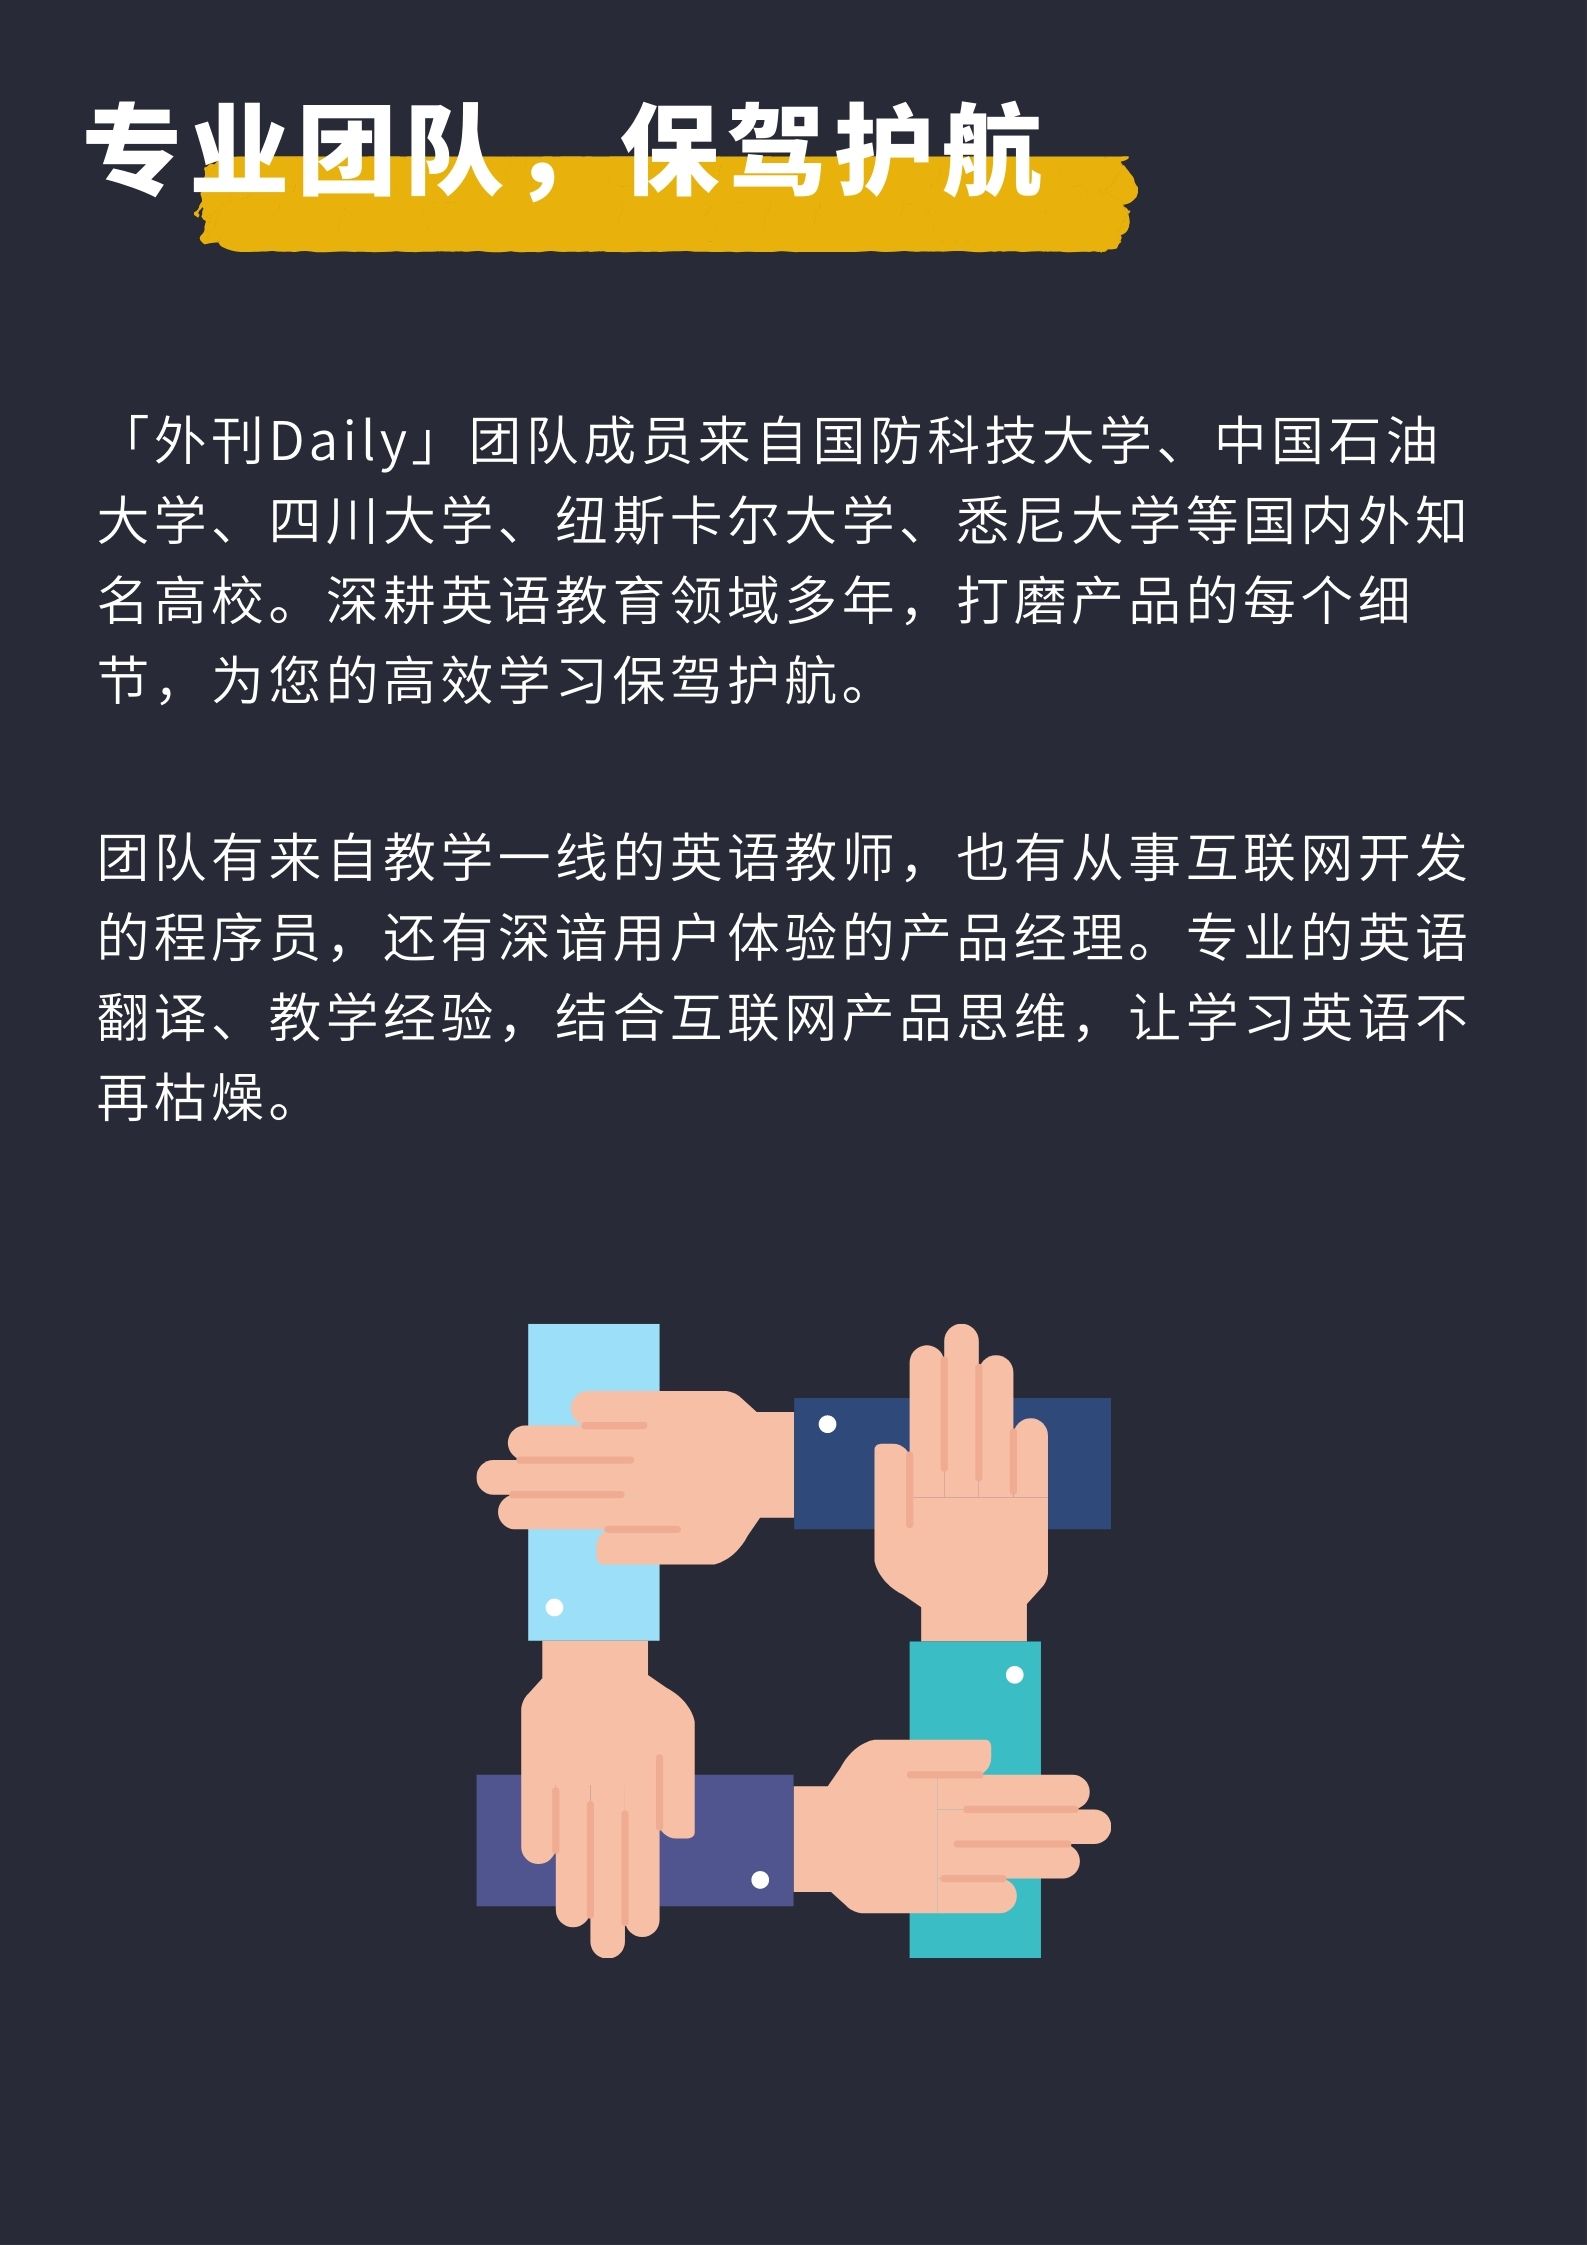 专业团队，保驾护航
「外刊Daily」团队成员来自国防科技大学、中国石油
大学、四川大学、纽斯卡尔大学、悉尼大学等国内外知
名高校。深耕英语教育领域多年，打磨产品的每个细
节，为您的高效学习保驾护航。
团队有来自教学一线的英语教师，也有从事互联网开发
的程序员，还有深谙用户体验的产品经理。专业的英语
翻译、教学经验，结合互联网产品思维，让学习英语不
再枯燥。